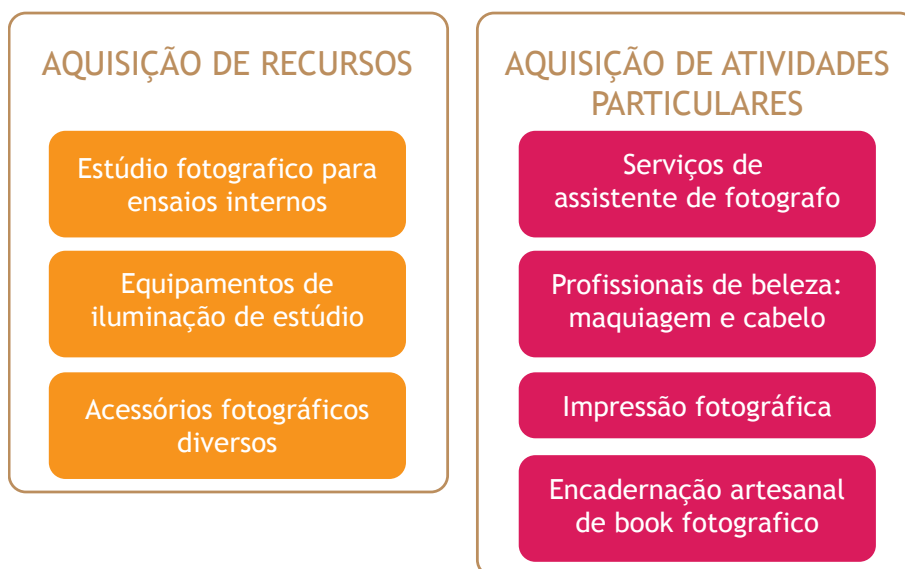 AQUISIÇÃO DE RECURSOS
Estúdio fotografico para
ensaios internos
Equipamentos de
iluminação de estúdio
Acessórios fotográficos
diversos
AQUISIÇÃO DE ATIVIDADES
PARTICULARES
Serviços de
assistente de fotografo
Profissionais de beleza:
maquiagem e cabelo
Impressão fotográfica
Encadernação artesanal
de book fotografico